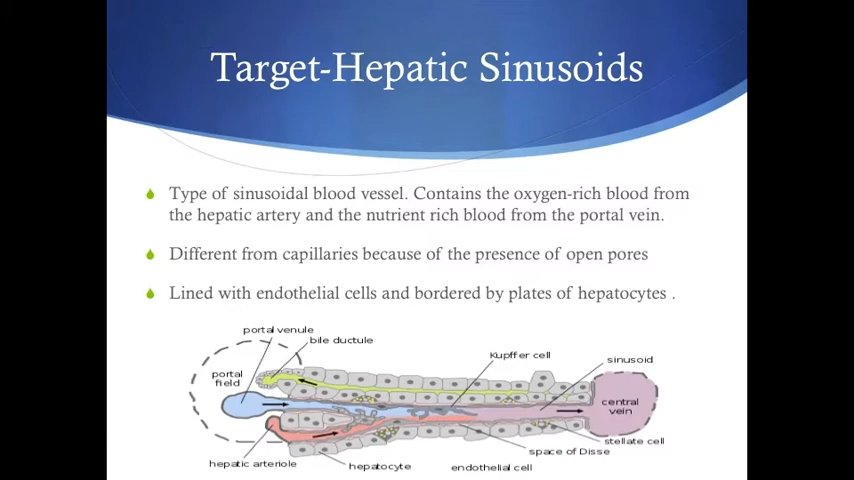 Target-Hepatic Sinusoids
Type of sinusoidal blood vessel. Contains the oxygen-rich blood from
the hepatic artery and the nutrient rich blood from the portal vein.
Different from capillaries because of the presence of open pores
Lined with endothelial cells and bordered by plates of hepatocytes .
portal venule
bile ductule
Kupffer cell
sinusoid
portal
field
central
vein
stellate cell
space of Disse
hepatic arteriole
hepatocyte
endothelial cell